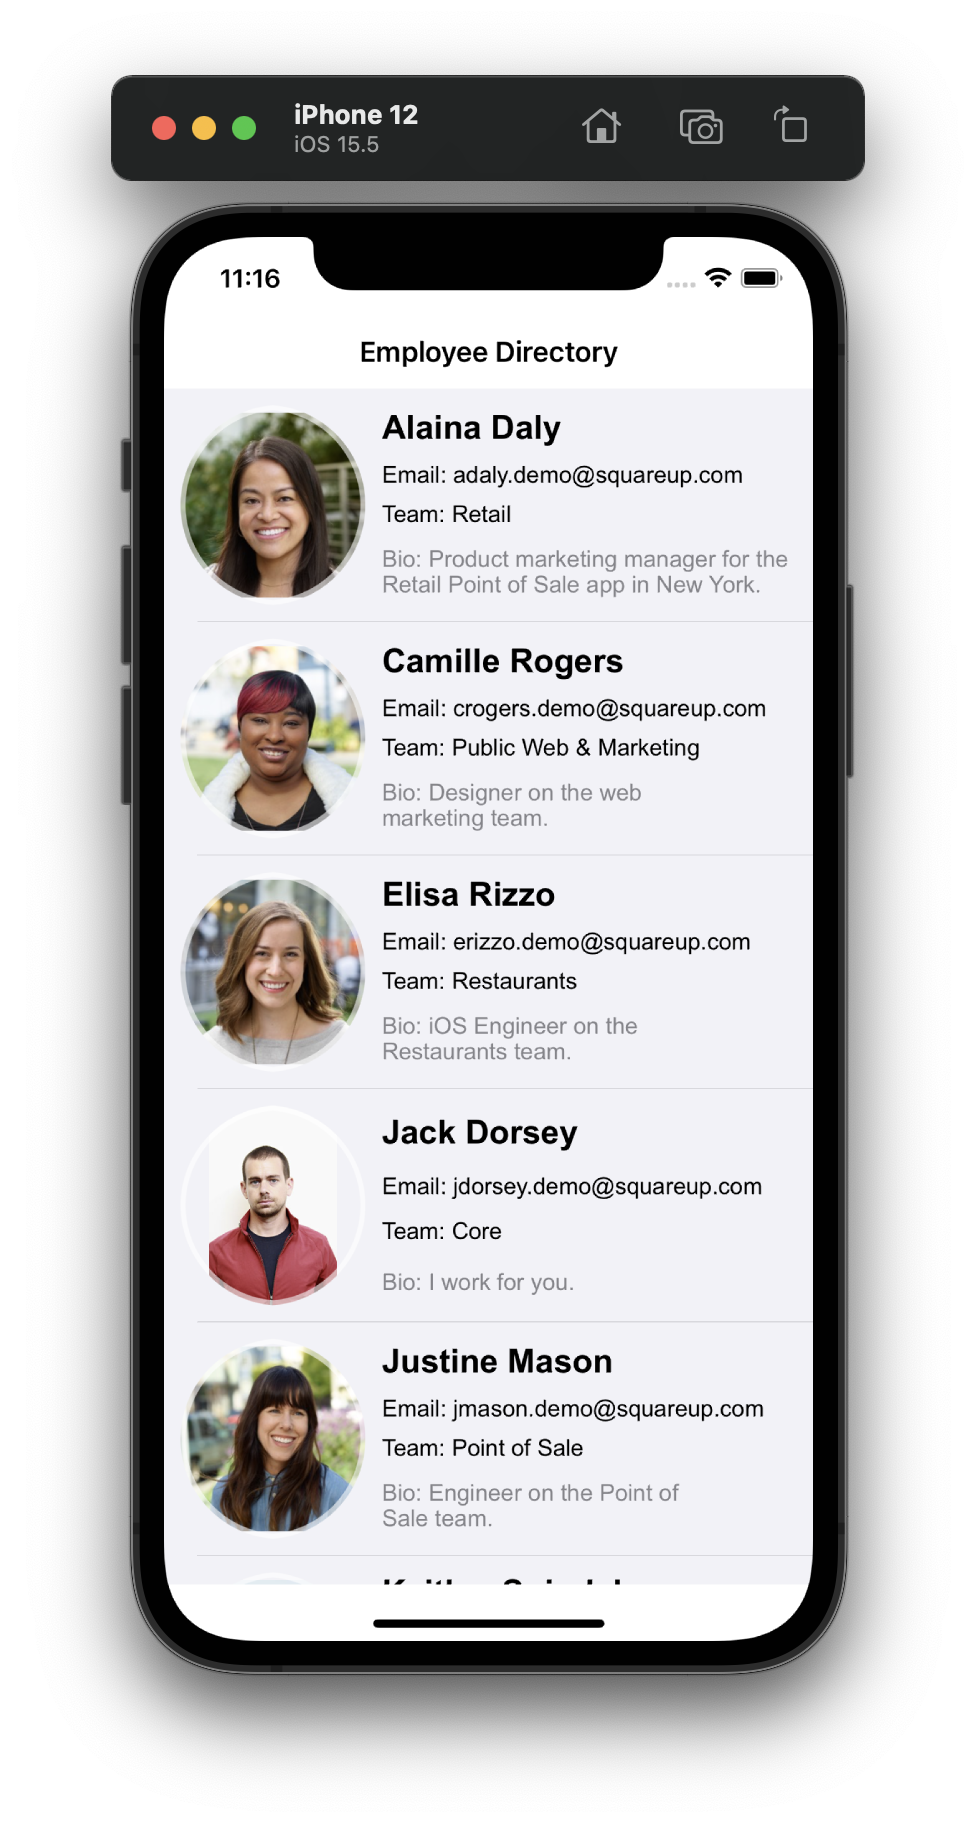 iPhone 12
iOS 15.5
11:16
Employee Directory
Alaina Daly
Email: adaly.demo@squareup.com
Team: Retail
Bio: Product marketing manager for the
Retail Point of Sale app in New York.
Camille Rogers
Email: crogers.demo@squareup.com
Team: Public Web & Marketing
Bio: Designer on the web
marketing team.
Elisa Rizzo
Email: erizzo.demo@squareup.com
Team: Restaurants
Bio: iOS Engineer on the
Restaurants team.
Jack Dorsey
Email: jdorsey.demo@squareup.com
Team: Core
Bio: I work for you.
Justine Mason
Email: jmason.demo@squareup.com
Team: Point of Sale
Bio: Engineer on the Point of
Sale team.